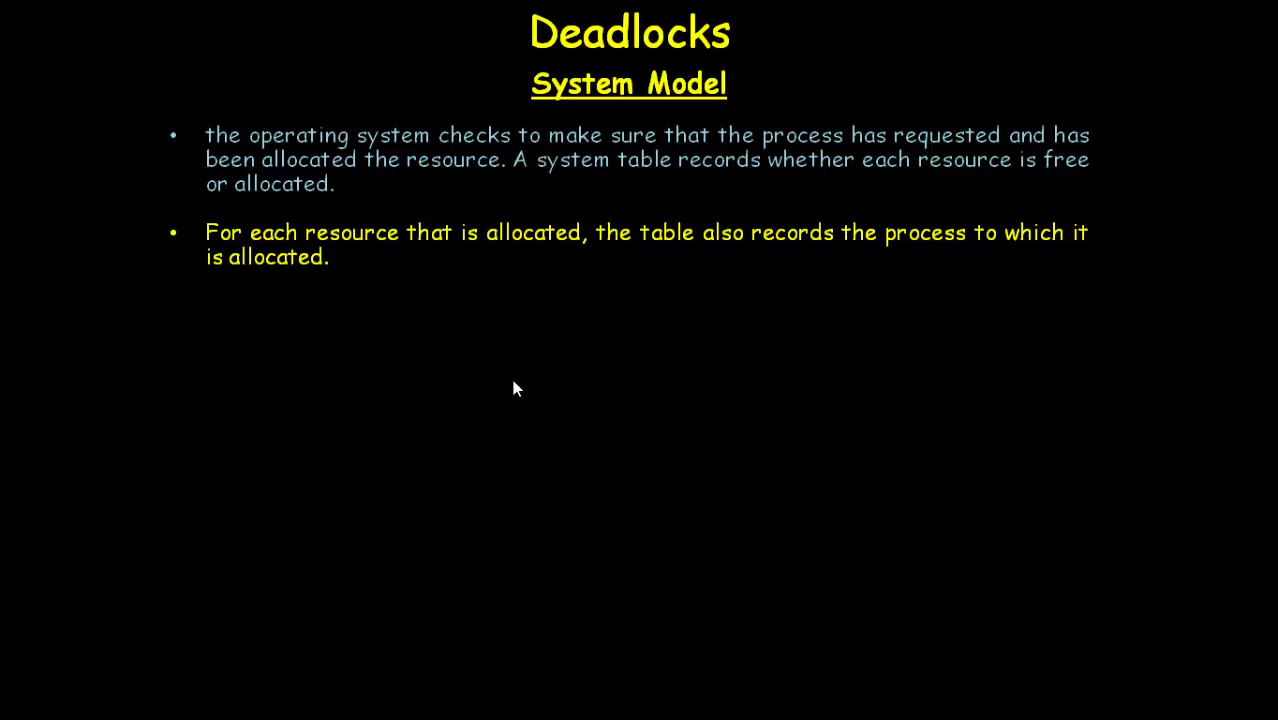 Deadlocks
System Model
• the operating system checks to make sure that the process has requested and has
been allocated the resource. A system table records whether each resource is free
or allocated.
• For each resource that is allocated, the table also records the process to which it
is allocated.